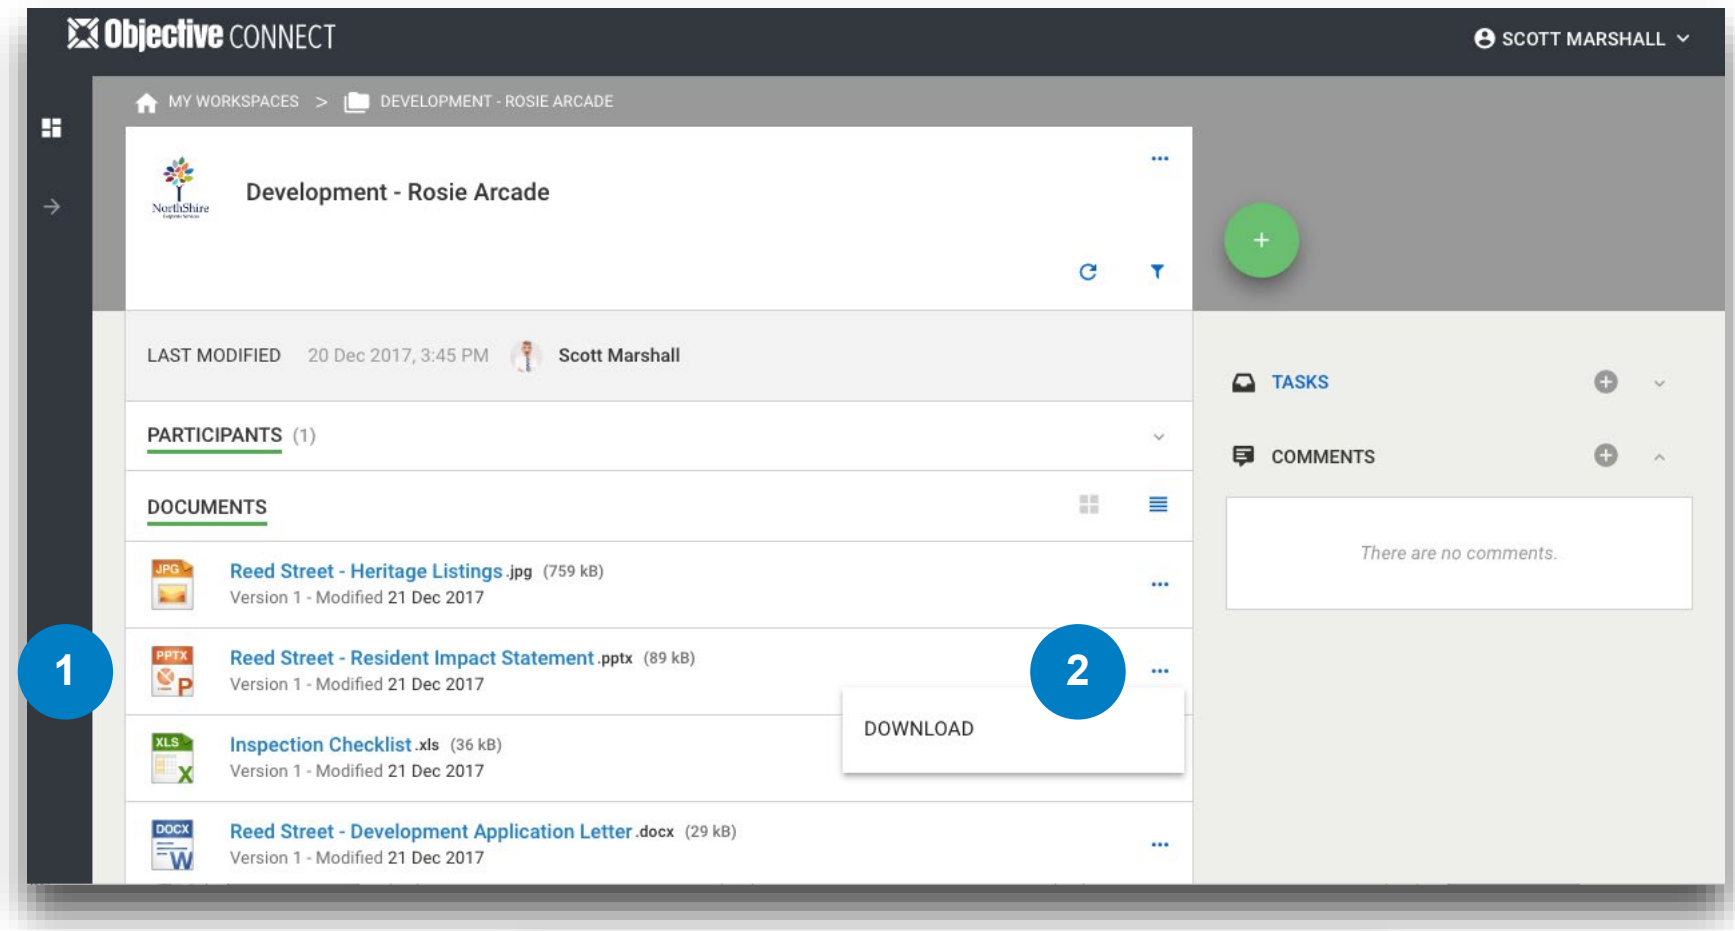 Objective CONNECT
SCOTT MARSHALL
MY WORKSPACES > DEVELOPMENT - ROSIE ARCADE
NorthShire
Development - Rosie Arcade
LAST MODIFIED 20 Dec 2017, 3:45 PM Scott Marshall
TASKS
PARTICIPANTS (1)
COMMENTS
DOCUMENTS
There are no comments.
JPG
Reed Street - Heritage Listings.jpg (759 kB)
Version 1 - Modified 21 Dec 2017
1
PPTX
P
Reed Street - Resident Impact Statement.pptx (89 kB)
Version 1 - Modified 21 Dec 2017
2
DOWNLOAD
XLS
X
Inspection Checklist.xls (36 kB)
Version 1 - Modified 21 Dec 2017
DOCX
W
Reed Street - Development Application Letter.docx (29 kB)
Version 1 - Modified 21 Dec 2017